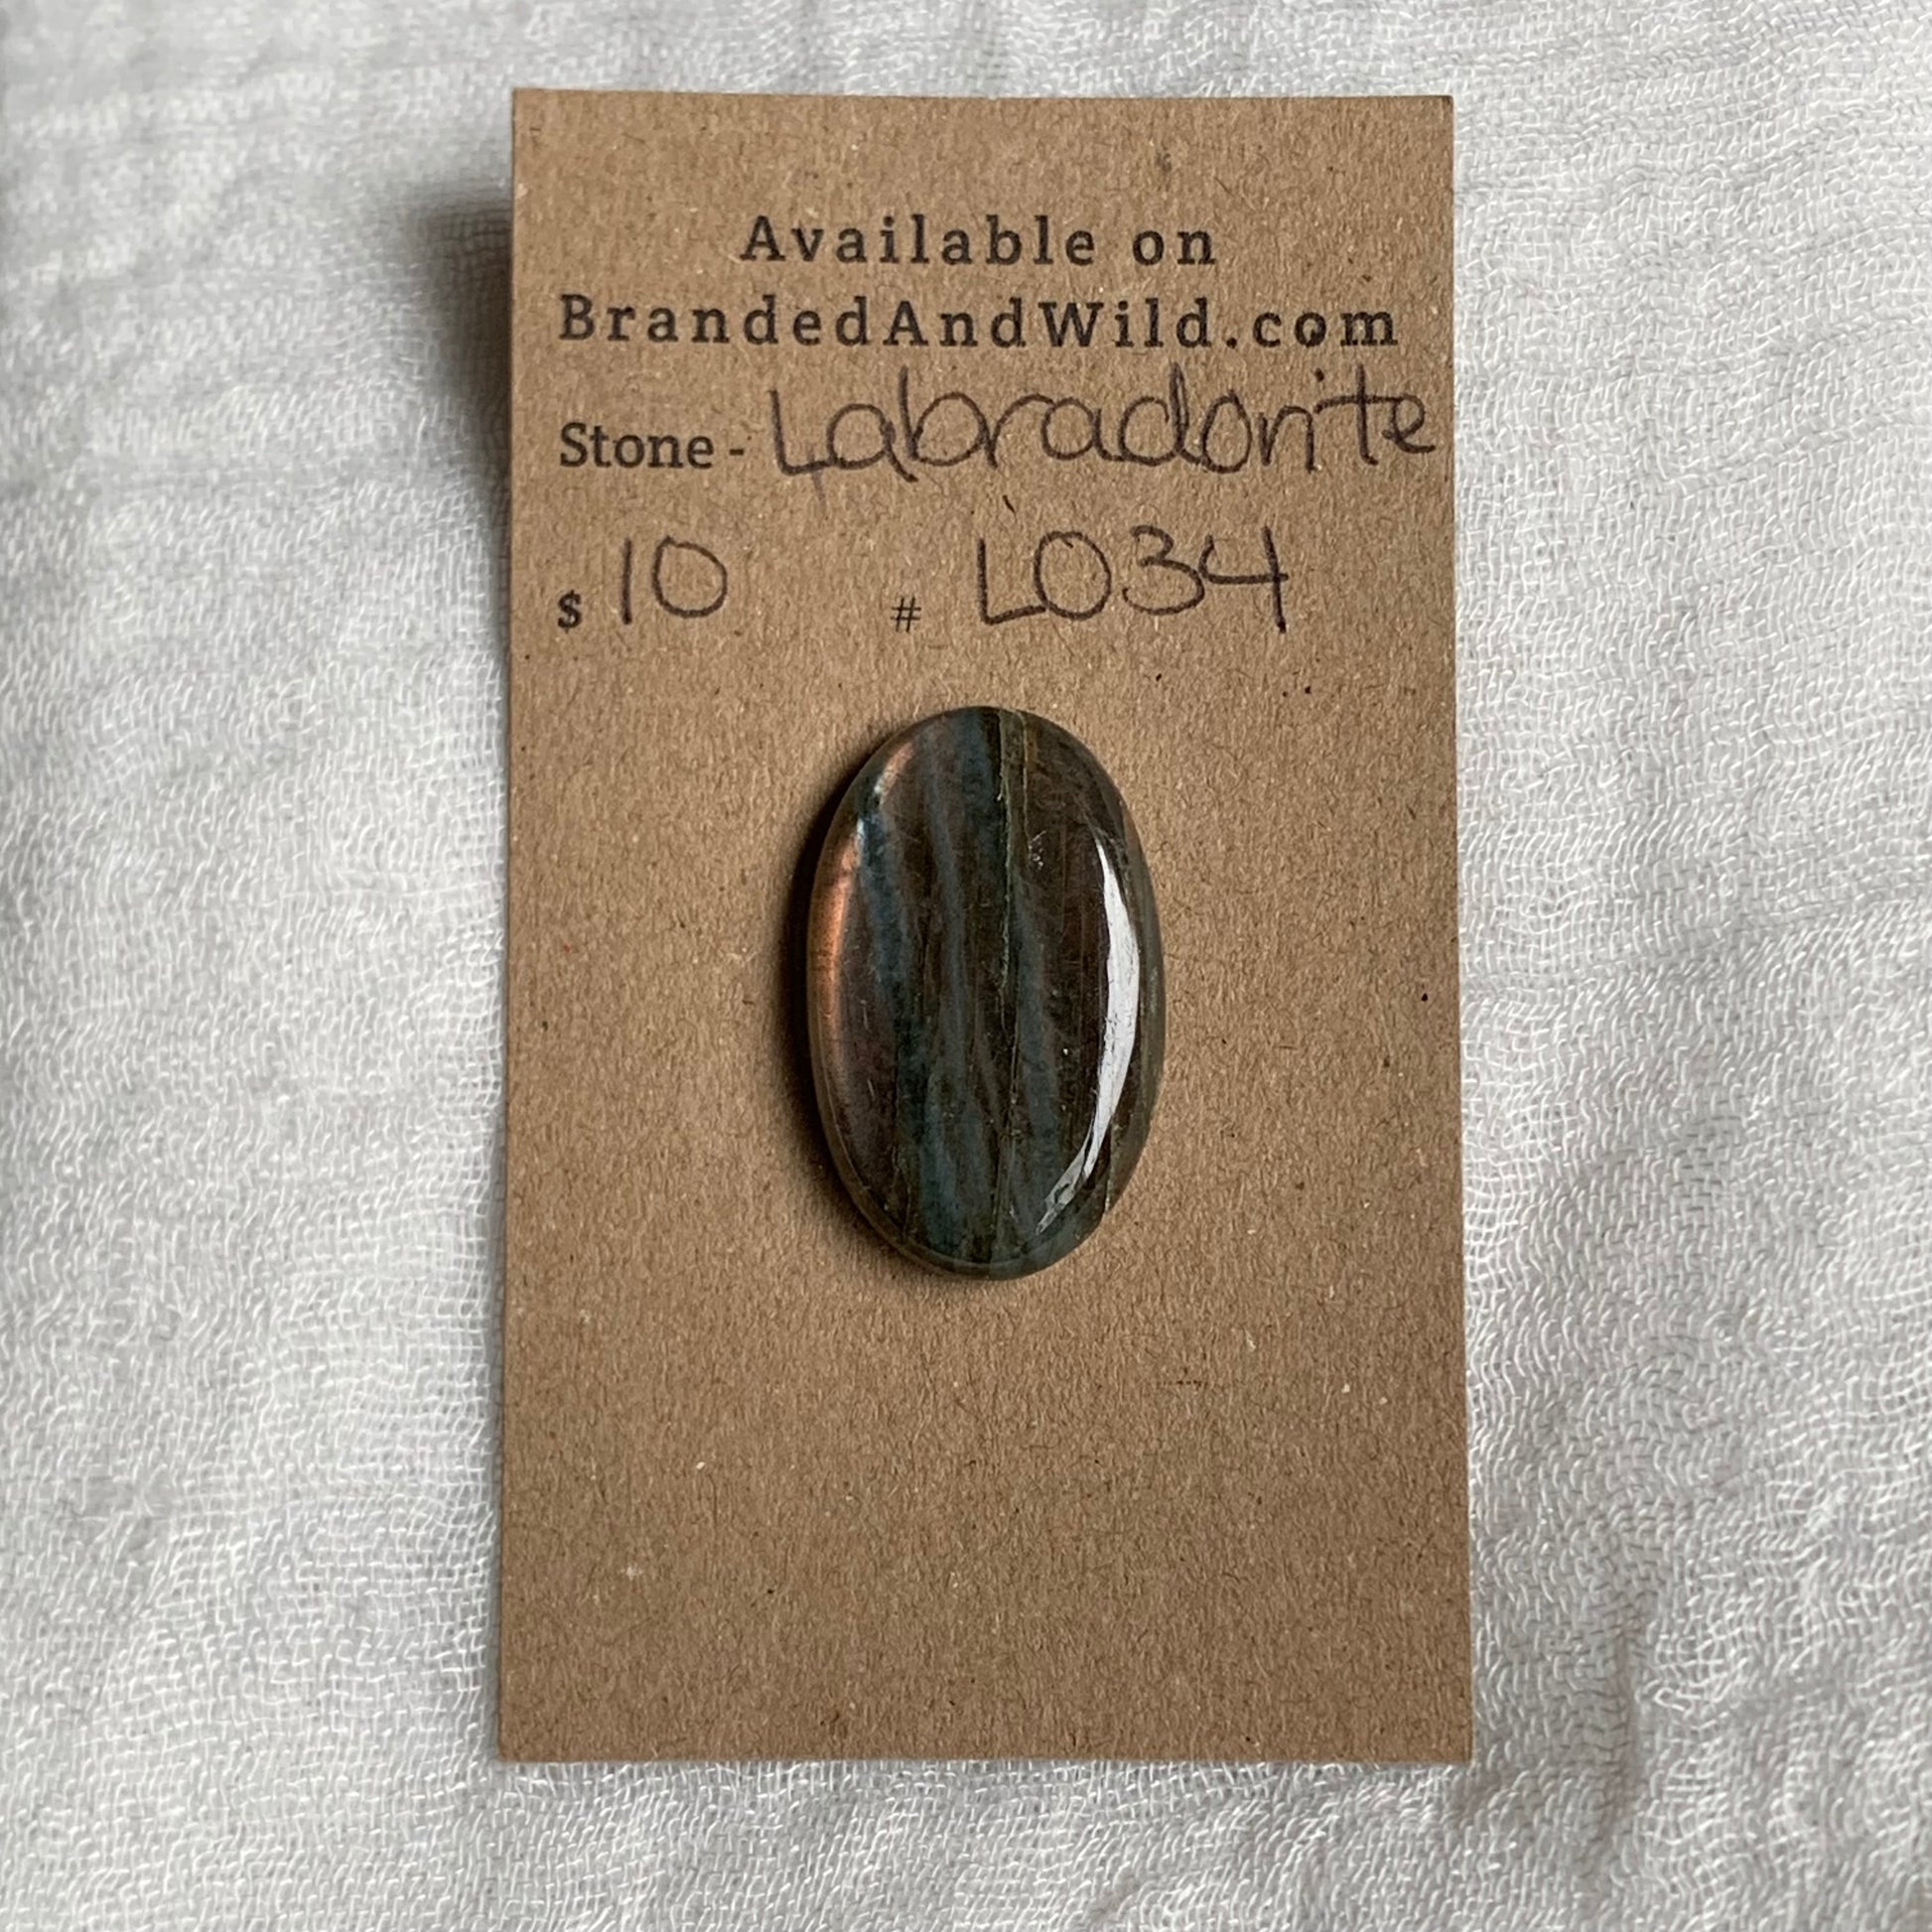 Available on
BrandedAndWild.com
Stone - Labradorite
$ 10 # L034